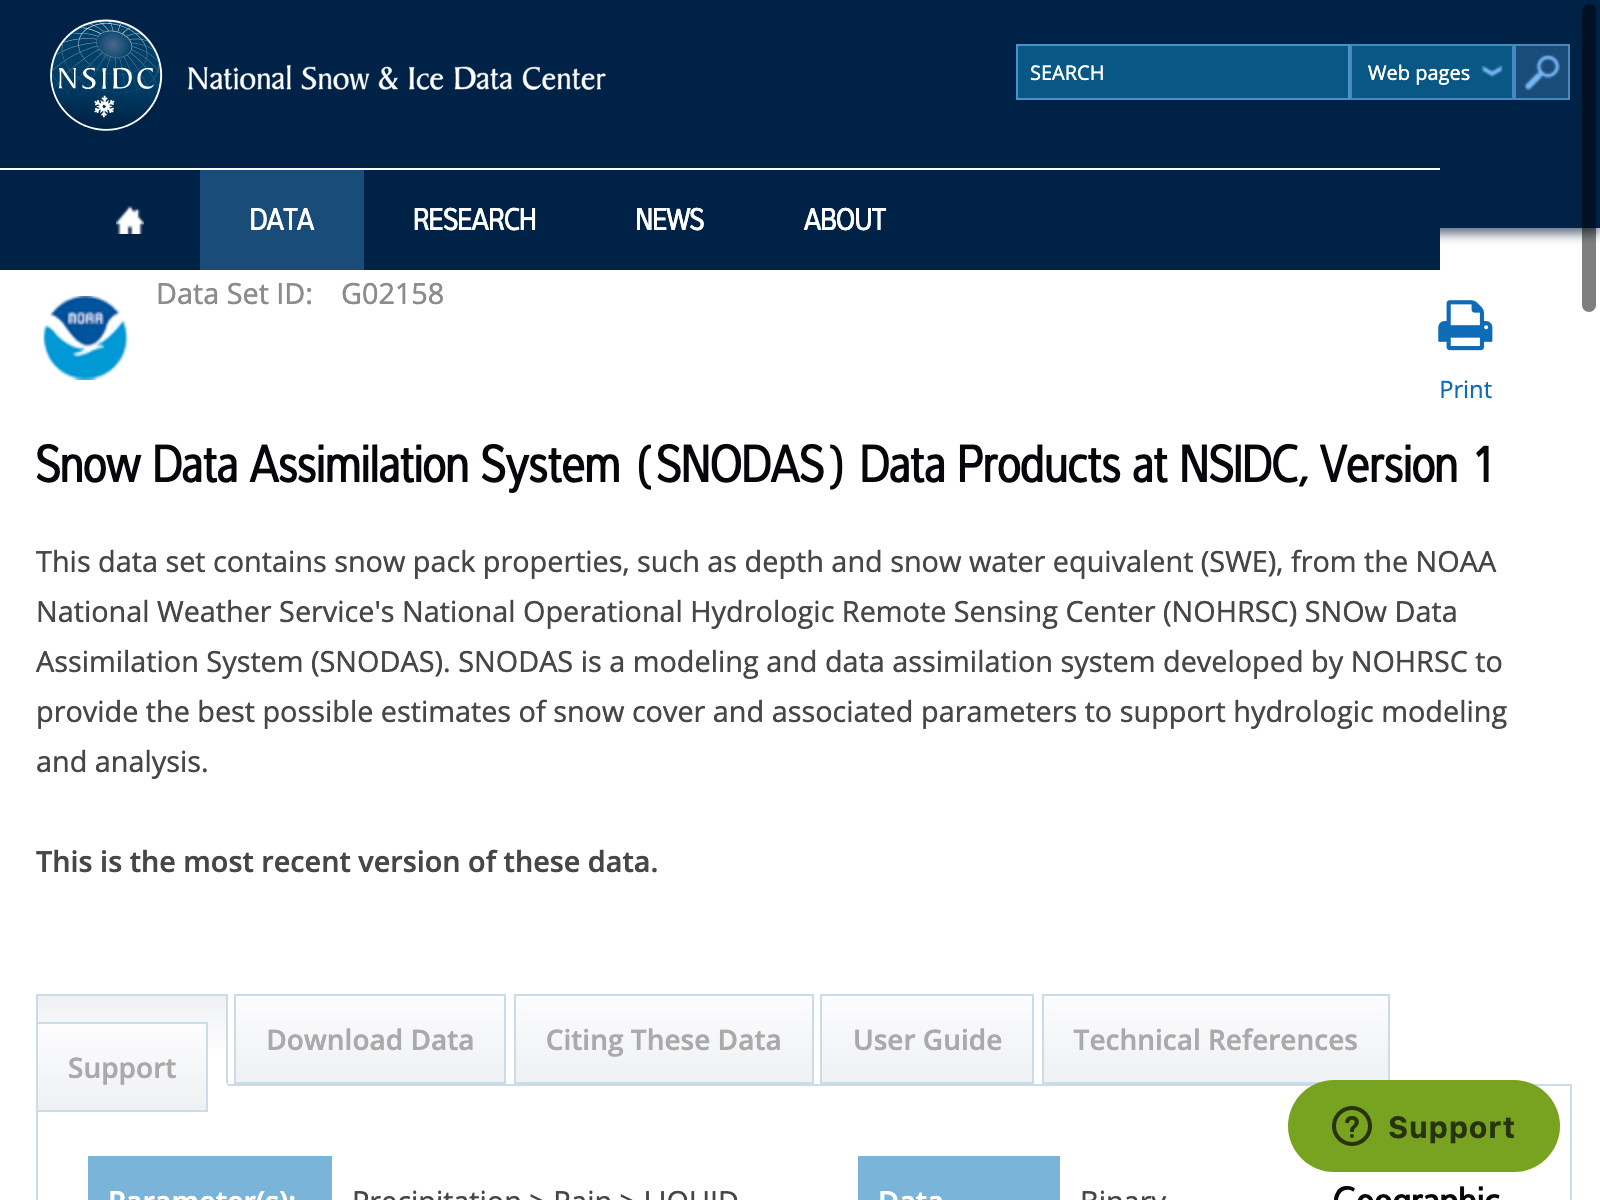 NSIDC
National Snow & Ice Data Center
SEARCH
Web pages
DATA
RESEARCH
NEWS
ABOUT
NOAA
Data Set ID: G02158
Print
Snow Data Assimilation System (SNODAS) Data Products at NSIDC, Version 1
This data set contains snow pack properties, such as depth and snow water equivalent (SWE), from the NOAA
National Weather Service's National Operational Hydrologic Remote Sensing Center (NOHRSC) SNOw Data
Assimilation System (SNODAS). SNODAS is a modeling and data assimilation system developed by NOHRSC to
provide the best possible estimates of snow cover and associated parameters to support hydrologic modeling
and analysis.
This is the most recent version of these data.
Support
Download Data
Citing These Data
User Guide
Technical References
Support
Parameter(s):
Precipitation > Rain > LIQUID
Data
Binary
Geographic